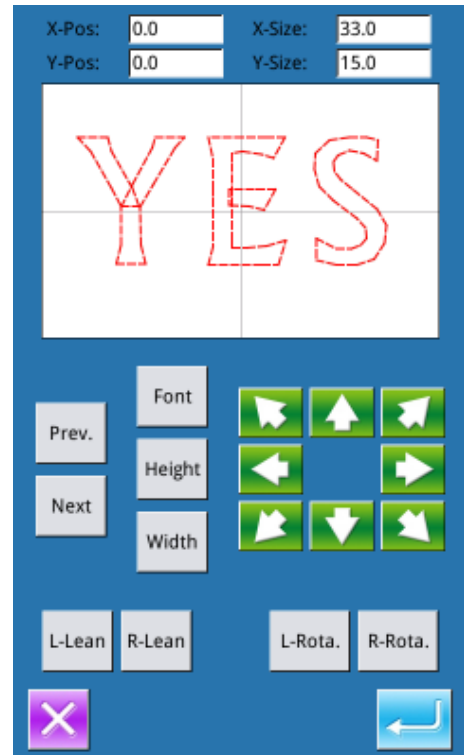 X-Pos: 0.0 X-Size: 33.0
Y-Pos: 0.0 Y-Size: 15.0
YES
Font
Prev.
Height
Next
Width
L-Lean R-Lean L-Rota. R-Rota.